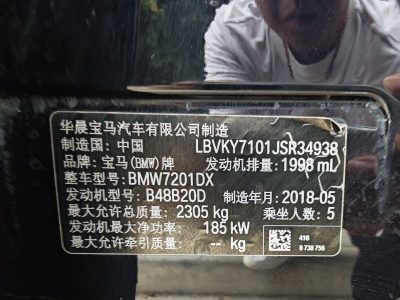 华晨宝马汽车有限公司制造
制造国: 中国 LBVKY7101JSR34938
品牌: 宝马(BMW)牌 发动机排量: 1998 mL
整车型号: BMW7201DX
发动机型号: B48B20D 制造年月: 2018-05
最大允许总质量: 2305 kg 乘坐人数: 5
发动机最大净功率: 185 kW
最大允许牵引质量: -- kg
416
8 738 756